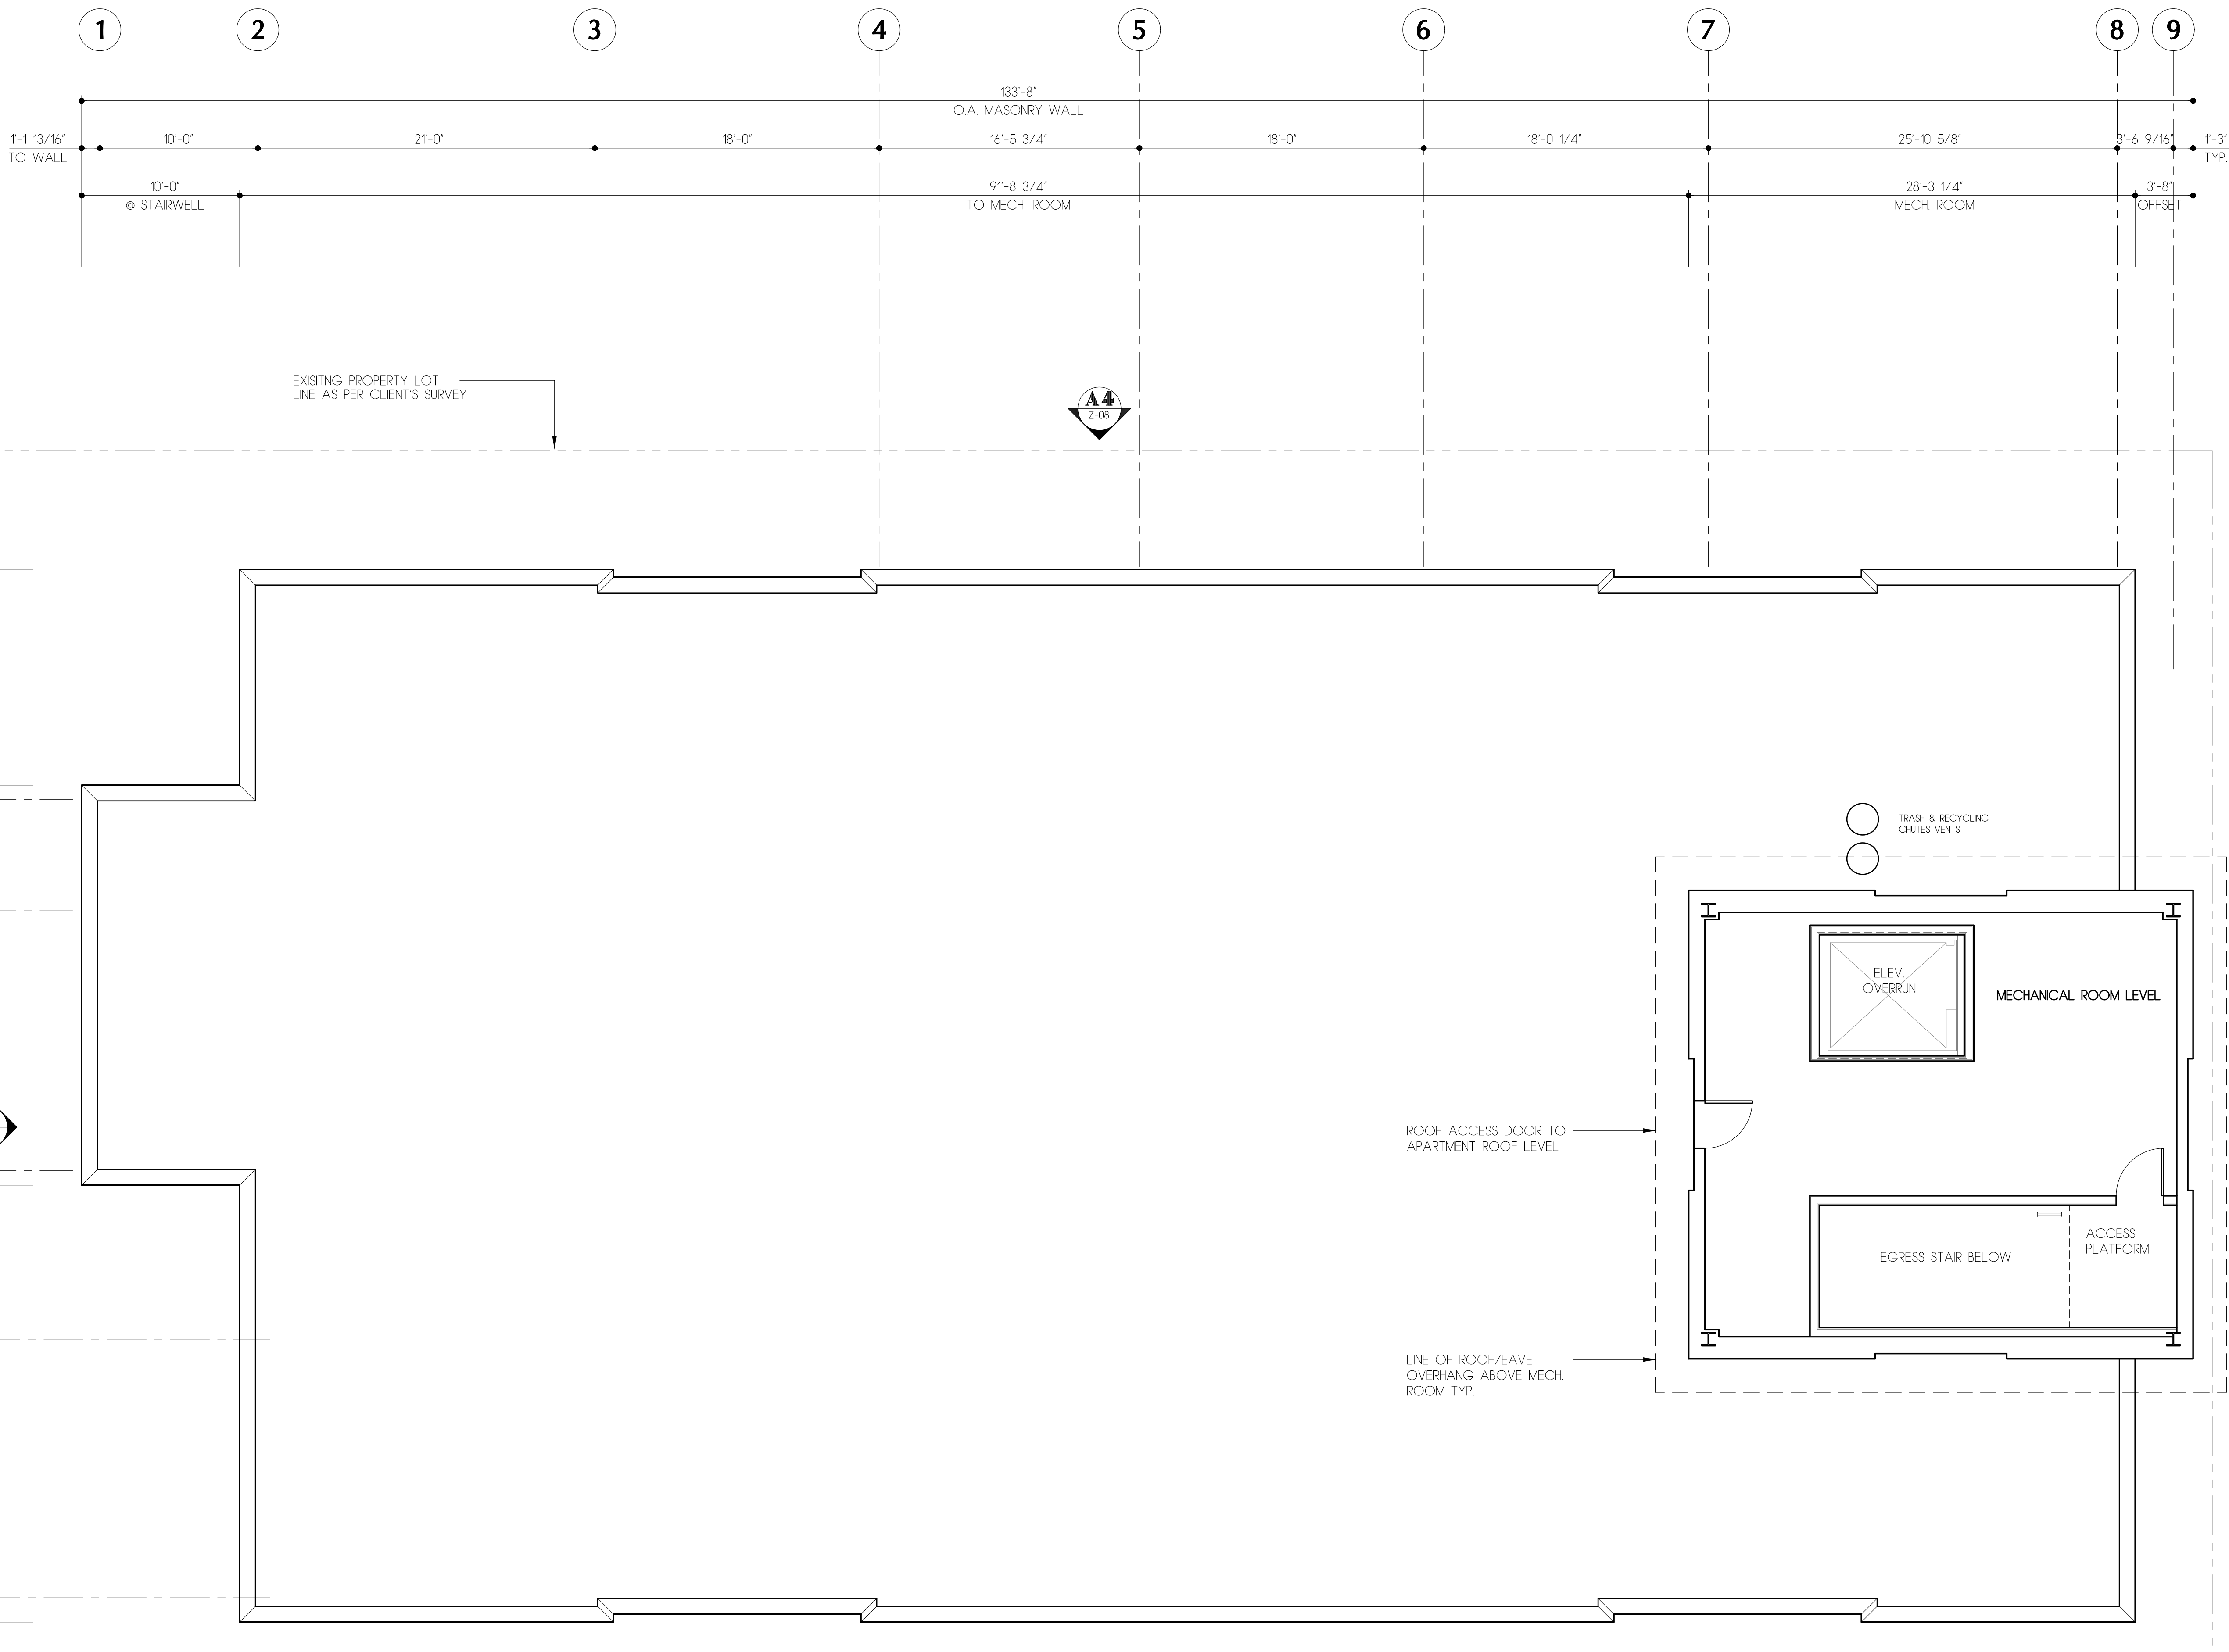 1 2 3 4 5 6 7 8 9
133'-8"
O.A. MASONRY WALL
1'-1 13/16" 10'-0" 21'-0" 18'-0" 16'-5 3/4" 18'-0" 18'-0 1/4" 25'-10 5/8" 3'-6 9/16" 1'-3"
TO WALL TYP.
10'-0" 91'-8 3/4" 28'-3 1/4" 3'-8"
@ STAIRWELL TO MECH. ROOM MECH. ROOM OFFSET
EXISITNG PROPERTY LOT
LINE AS PER CLIENT'S SURVEY
A4
Z-08
TRASH & RECYCLING
CHUTES VENTS
ELEV.
OVERRUN
MECHANICAL ROOM LEVEL
ROOF ACCESS DOOR TO
APARTMENT ROOF LEVEL
ACCESS
PLATFORM
EGRESS STAIR BELOW
LINE OF ROOF/EAVE
OVERHANG ABOVE MECH.
ROOM TYP.